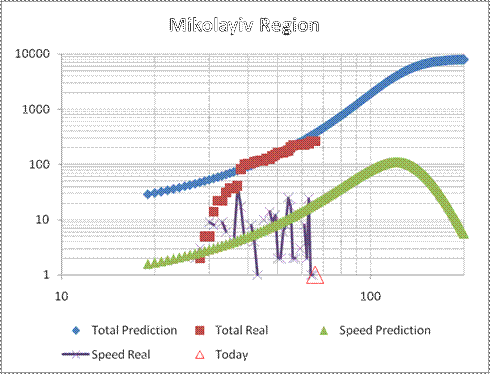 Mikolayiv Region
10000
1000
100
10
1
10 100
Total Prediction Total Real Speed Prediction
Speed Real Today